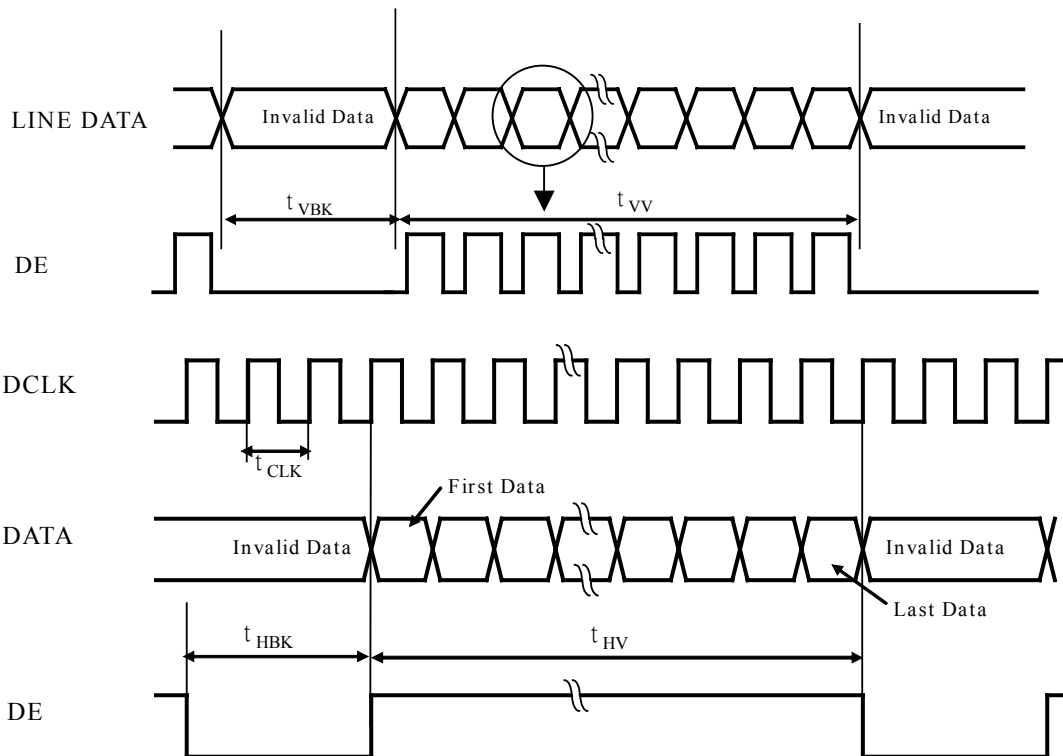 LINE DATA
Invalid Data
Invalid Data
t VBK
t VV
DE
DCLK
t CLK
First Data
DATA
Invalid Data
Invalid Data
Last Data
t HBK
t HV
DE